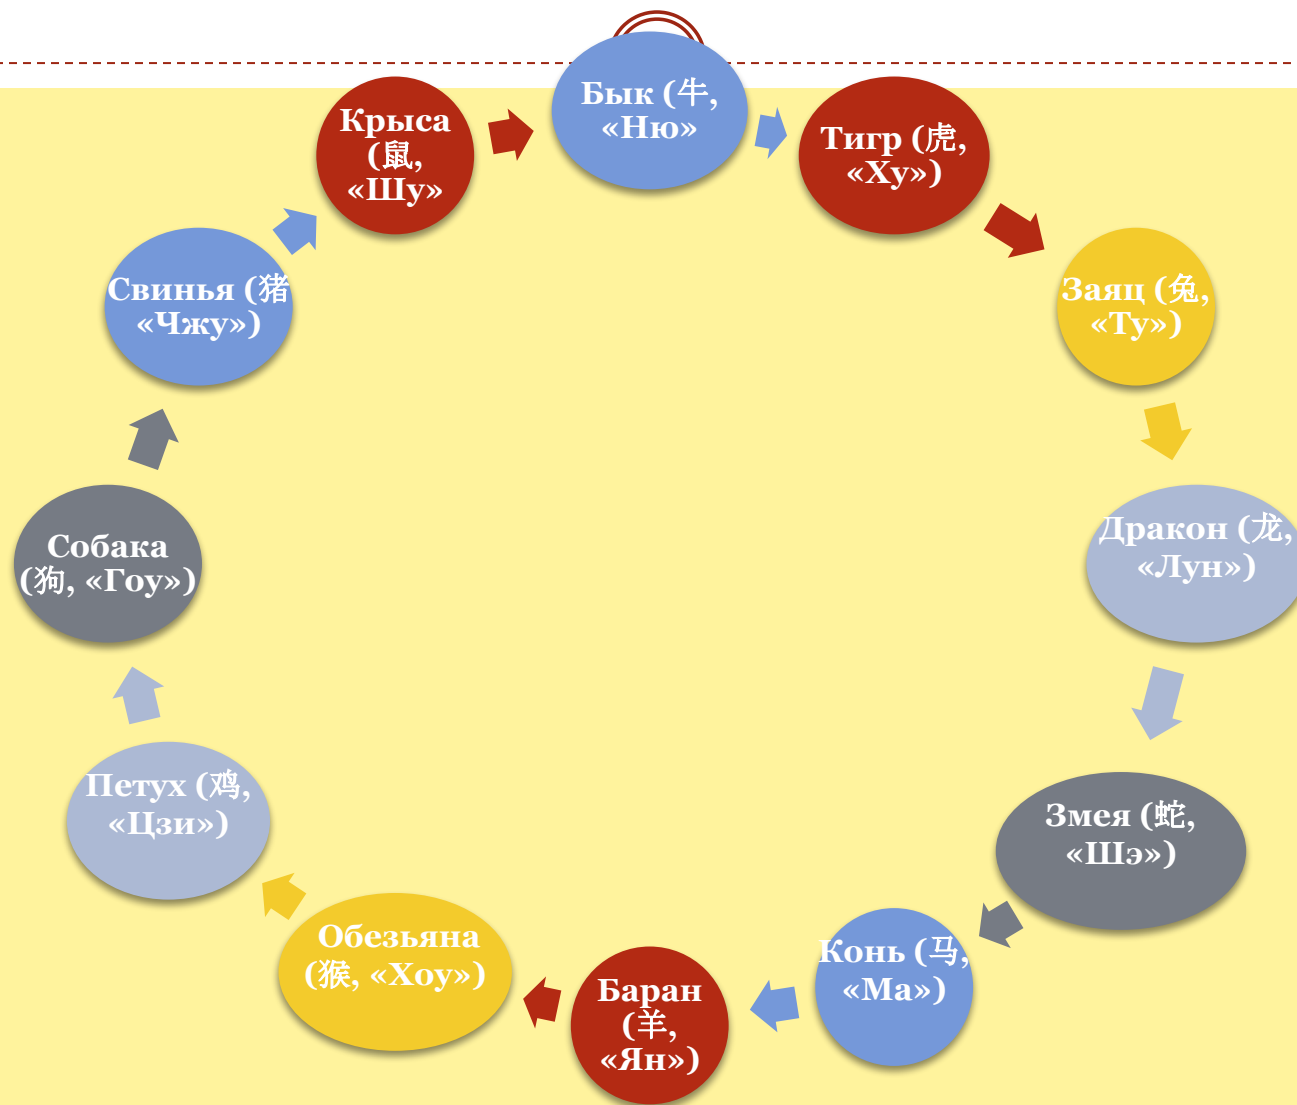 Бык (牛,
«Ню»
Тигр (虎,
«Ху»)
Заяц (兔,
«Ту»)
Дракон (龙,
«Лун»)
Змея (蛇,
«Шэ»)
Конь (马,
«Ма»)
Баран
(羊,
«Ян»)
Обезьяна
(猴, «Хоу»)
Петух (鸡,
«Цзи»)
Собака
(狗, «Гоу»)
Свинья (猪
«Чжу»)
Крыса
(鼠,
«Шу»